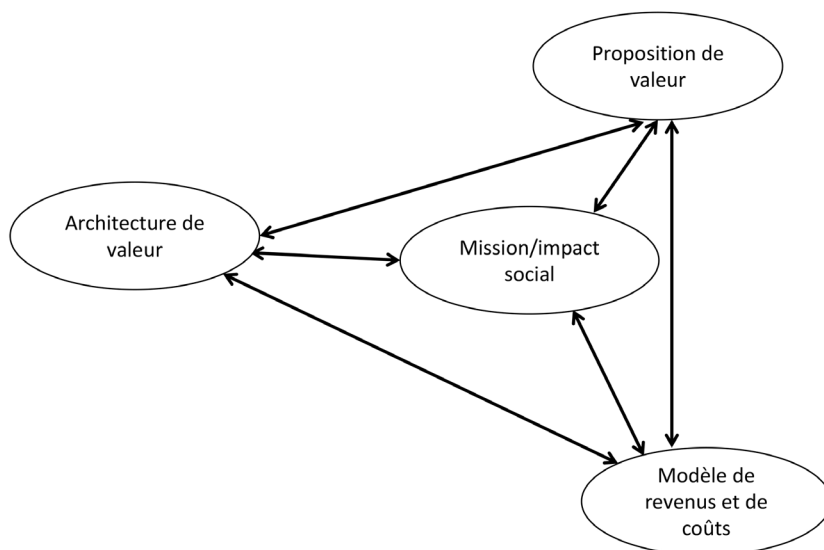 Proposition de
valeur
Architecture de
valeur
Mission/impact
social
Modèle de
revenus et de
coûts